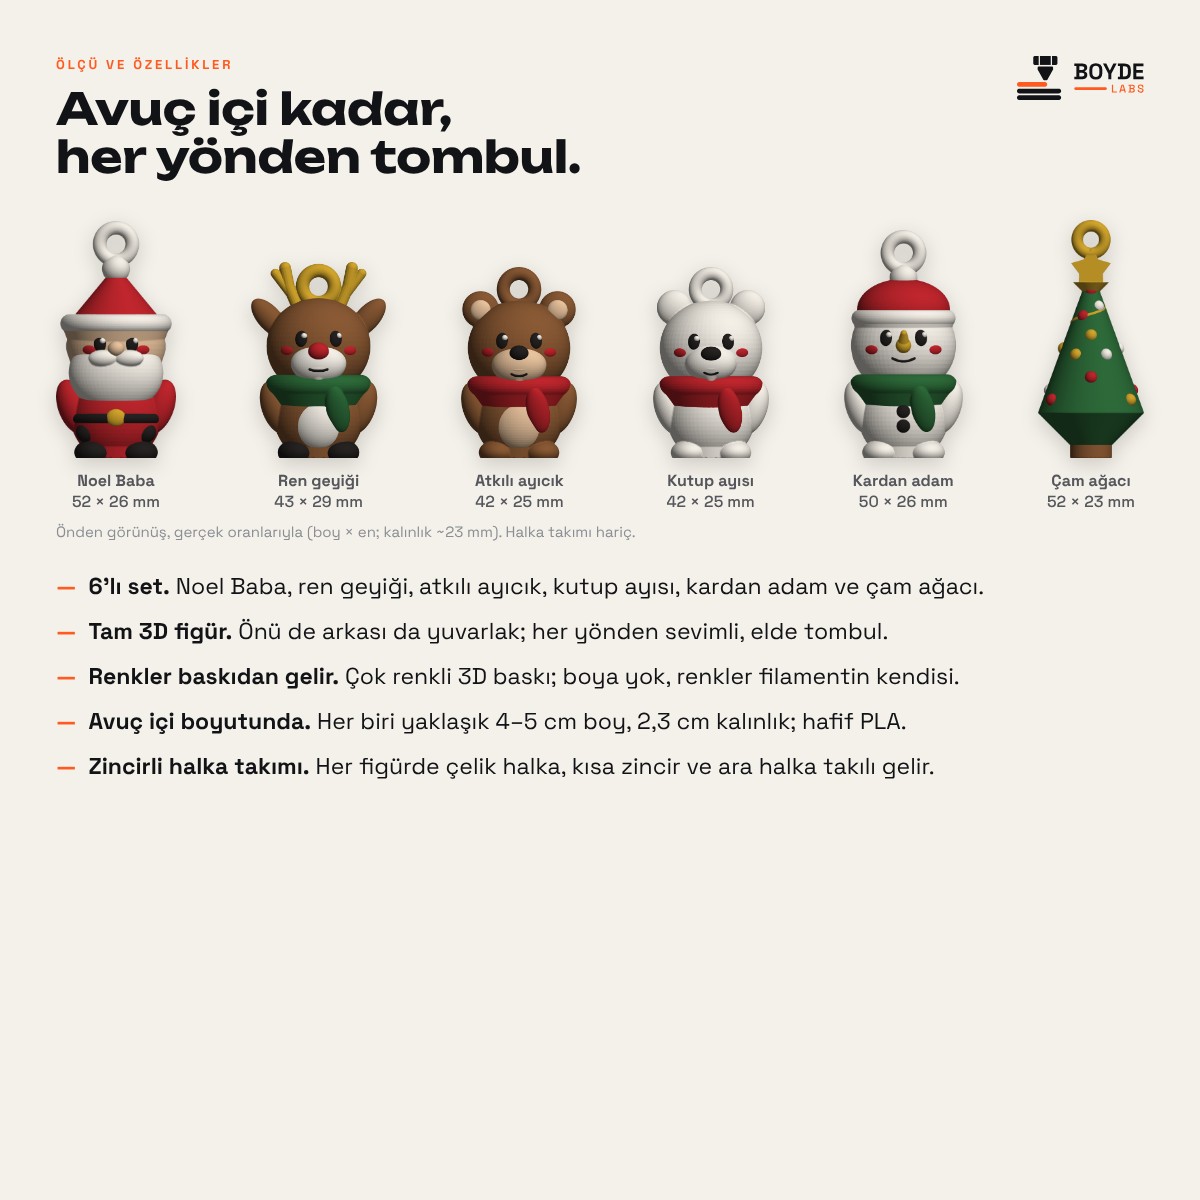 ÖLÇÜ VE ÖZELLİKLER
Avuç içi kadar,
her yönden tombul.
BOYDE
LABS
Noel Baba
52 × 26 mm
Ren geyiği
43 × 29 mm
Atkılı ayıcık
42 × 25 mm
Kutup ayısı
42 × 25 mm
Kardan adam
50 × 26 mm
Çam ağacı
52 × 23 mm
Önden görünüş, gerçek oranlarıyla (boy × en; kalınlık ~23 mm). Halka takımı hariç.
— 6’lı set. Noel Baba, ren geyiği, atkılı ayıcık, kutup ayısı, kardan adam ve çam ağacı.
— Tam 3D figür. Önü de arkası da yuvarlak; her yönden sevimli, elde tombul.
— Renkler baskıdan gelir. Çok renkli 3D baskı; boya yok, renkler filamentin kendisi.
— Avuç içi boyutunda. Her biri yaklaşık 4–5 cm boy, 2,3 cm kalınlık; hafif PLA.
— Zincirli halka takımı. Her figürde çelik halka, kısa zincir ve ara halka takılı gelir.